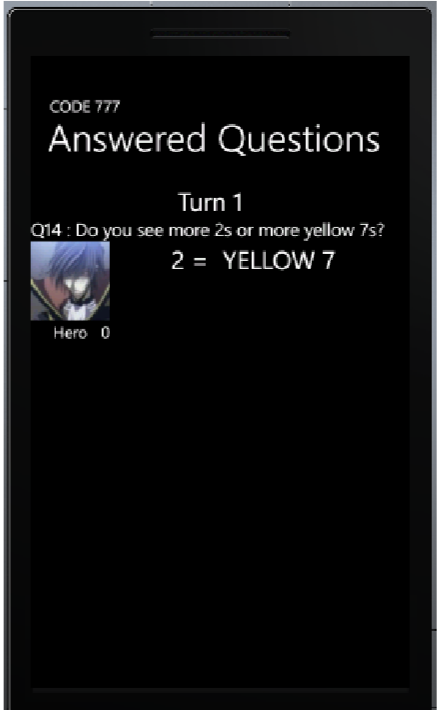 CODE 777
Answered Questions
Turn 1
Q14 : Do you see more 2s or more yellow 7s?
2 = YELLOW 7
Hero 0